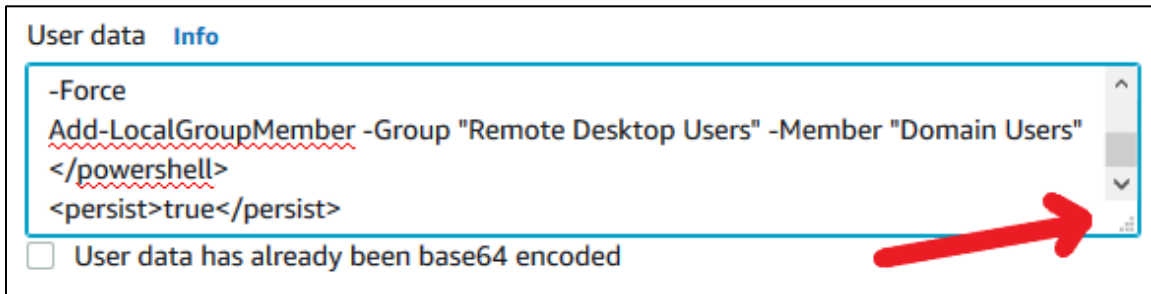 User data Info
-Force
Add-LocalGroupMember -Group "Remote Desktop Users" -Member "Domain Users"
</powershell>
<persist>true</persist>
User data has already been base64 encoded